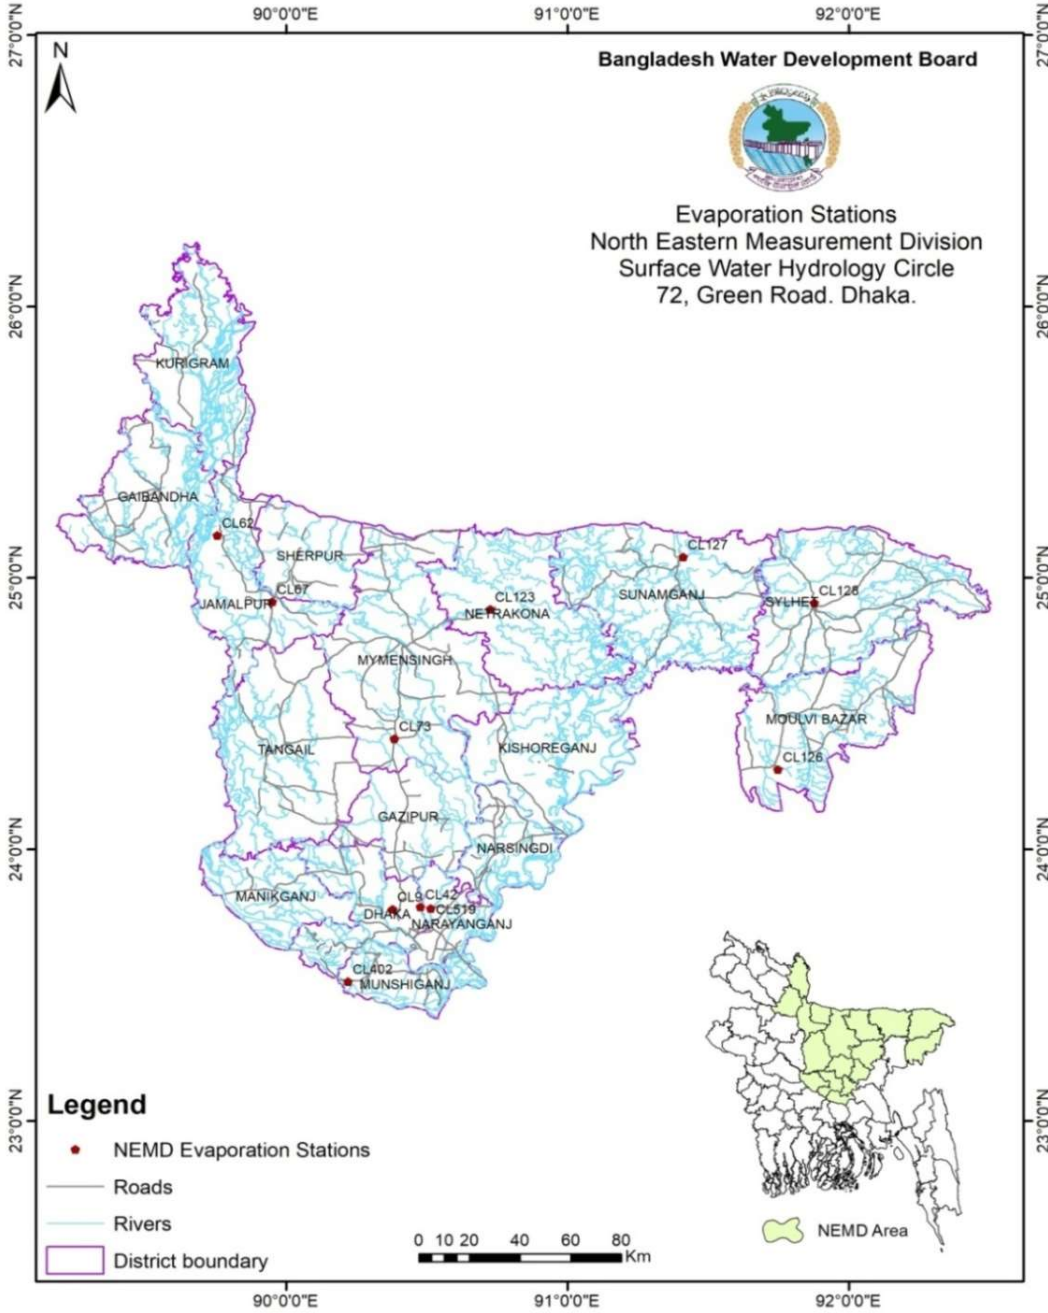 90°0'0"E 91°0'0"E 92°0'0"E
27°0'0"N 27°0'0"N
N
Bangladesh Water Development Board
Evaporation Stations
North Eastern Measurement Division
Surface Water Hydrology Circle
72, Green Road. Dhaka.
26°0'0"N 26°0'0"N
KURIGRAM
GAIBANDHA
CL62
SHERPUR
CL127
25°0'0"N 25°0'0"N
CL67
JAMALPUR
CL123
NETRAKONA
SUNAMGANJ
CL128
SYLHET
MYMENSINGH
CL73
TANGAIL
KISHOREGANJ
MOULVI BAZAR
CL126
GAZIPUR
24°0'0"N 24°0'0"N
NARSINGDI
MANIKGANJ
CL9 CL42
CL519
DHAKA
NARAYANGANJ
CL402
MUNSHIGANJ
23°0'0"N 23°0'0"N
Legend
NEMD Evaporation Stations
Roads
Rivers
District boundary
0 10 20 40 60 80
Km
NEMD Area
90°0'0"E 91°0'0"E 92°0'0"E